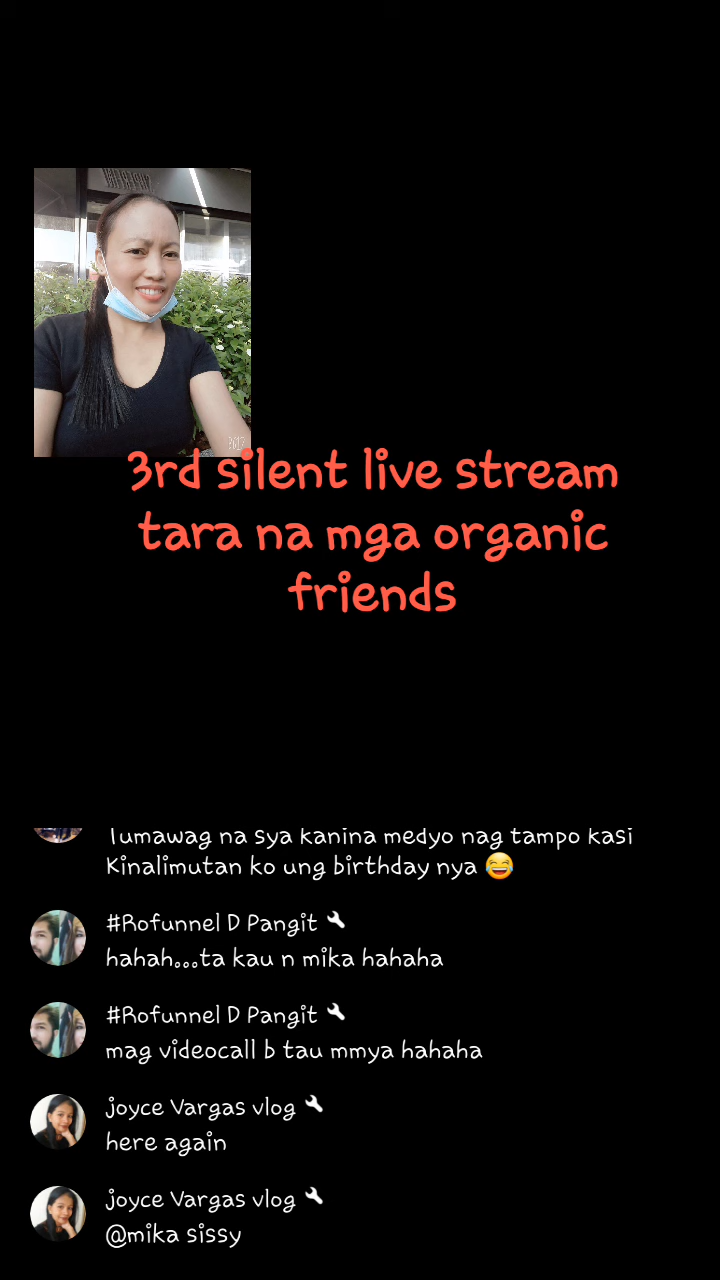 3rd silent live stream
tara na mga organic
friends
Tumawag na sya kanina medyo nag tampo kasi
Kinalimutan ko ung birthday nya 😂
#Rofunnel D Pangit
hahah...ta kau n mika hahaha
#Rofunnel D Pangit
mag videocall b tau mmya hahaha
joyce Vargas vlog
here again
joyce Vargas vlog
@mika sissy